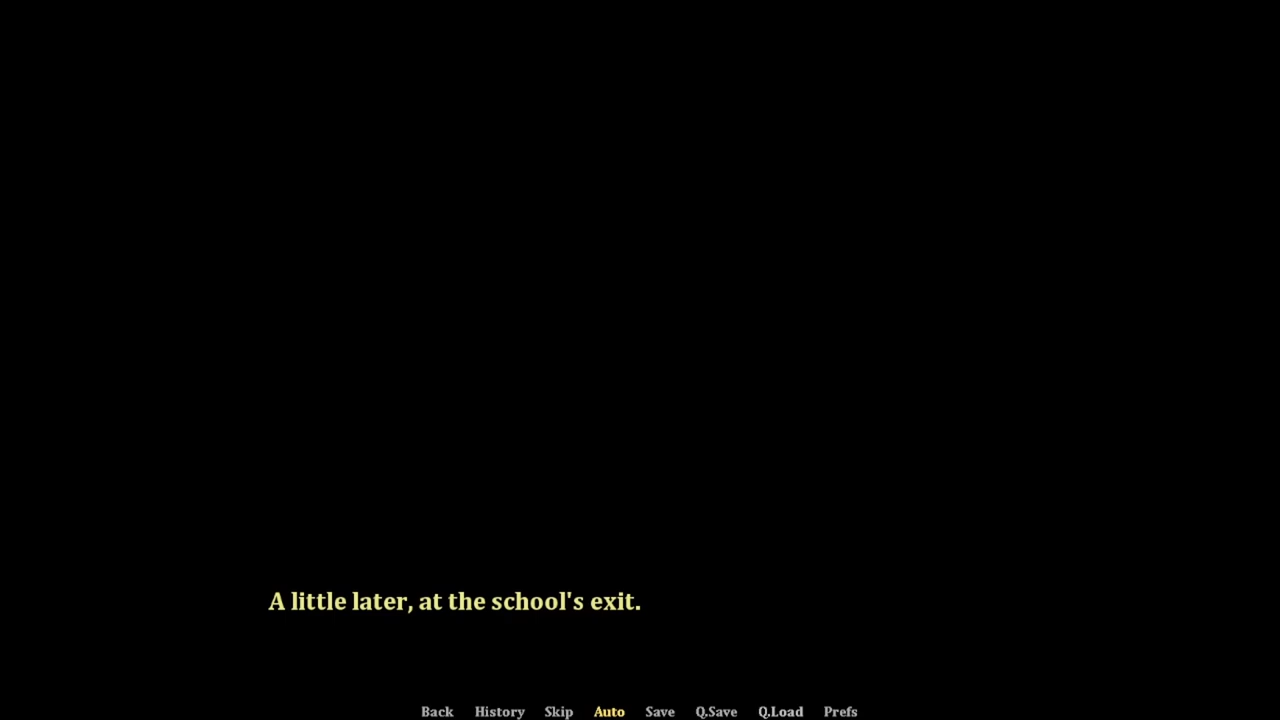 A little later, at the school's exit.
Back History Skip Auto Save Q.Save Q.Load Prefs